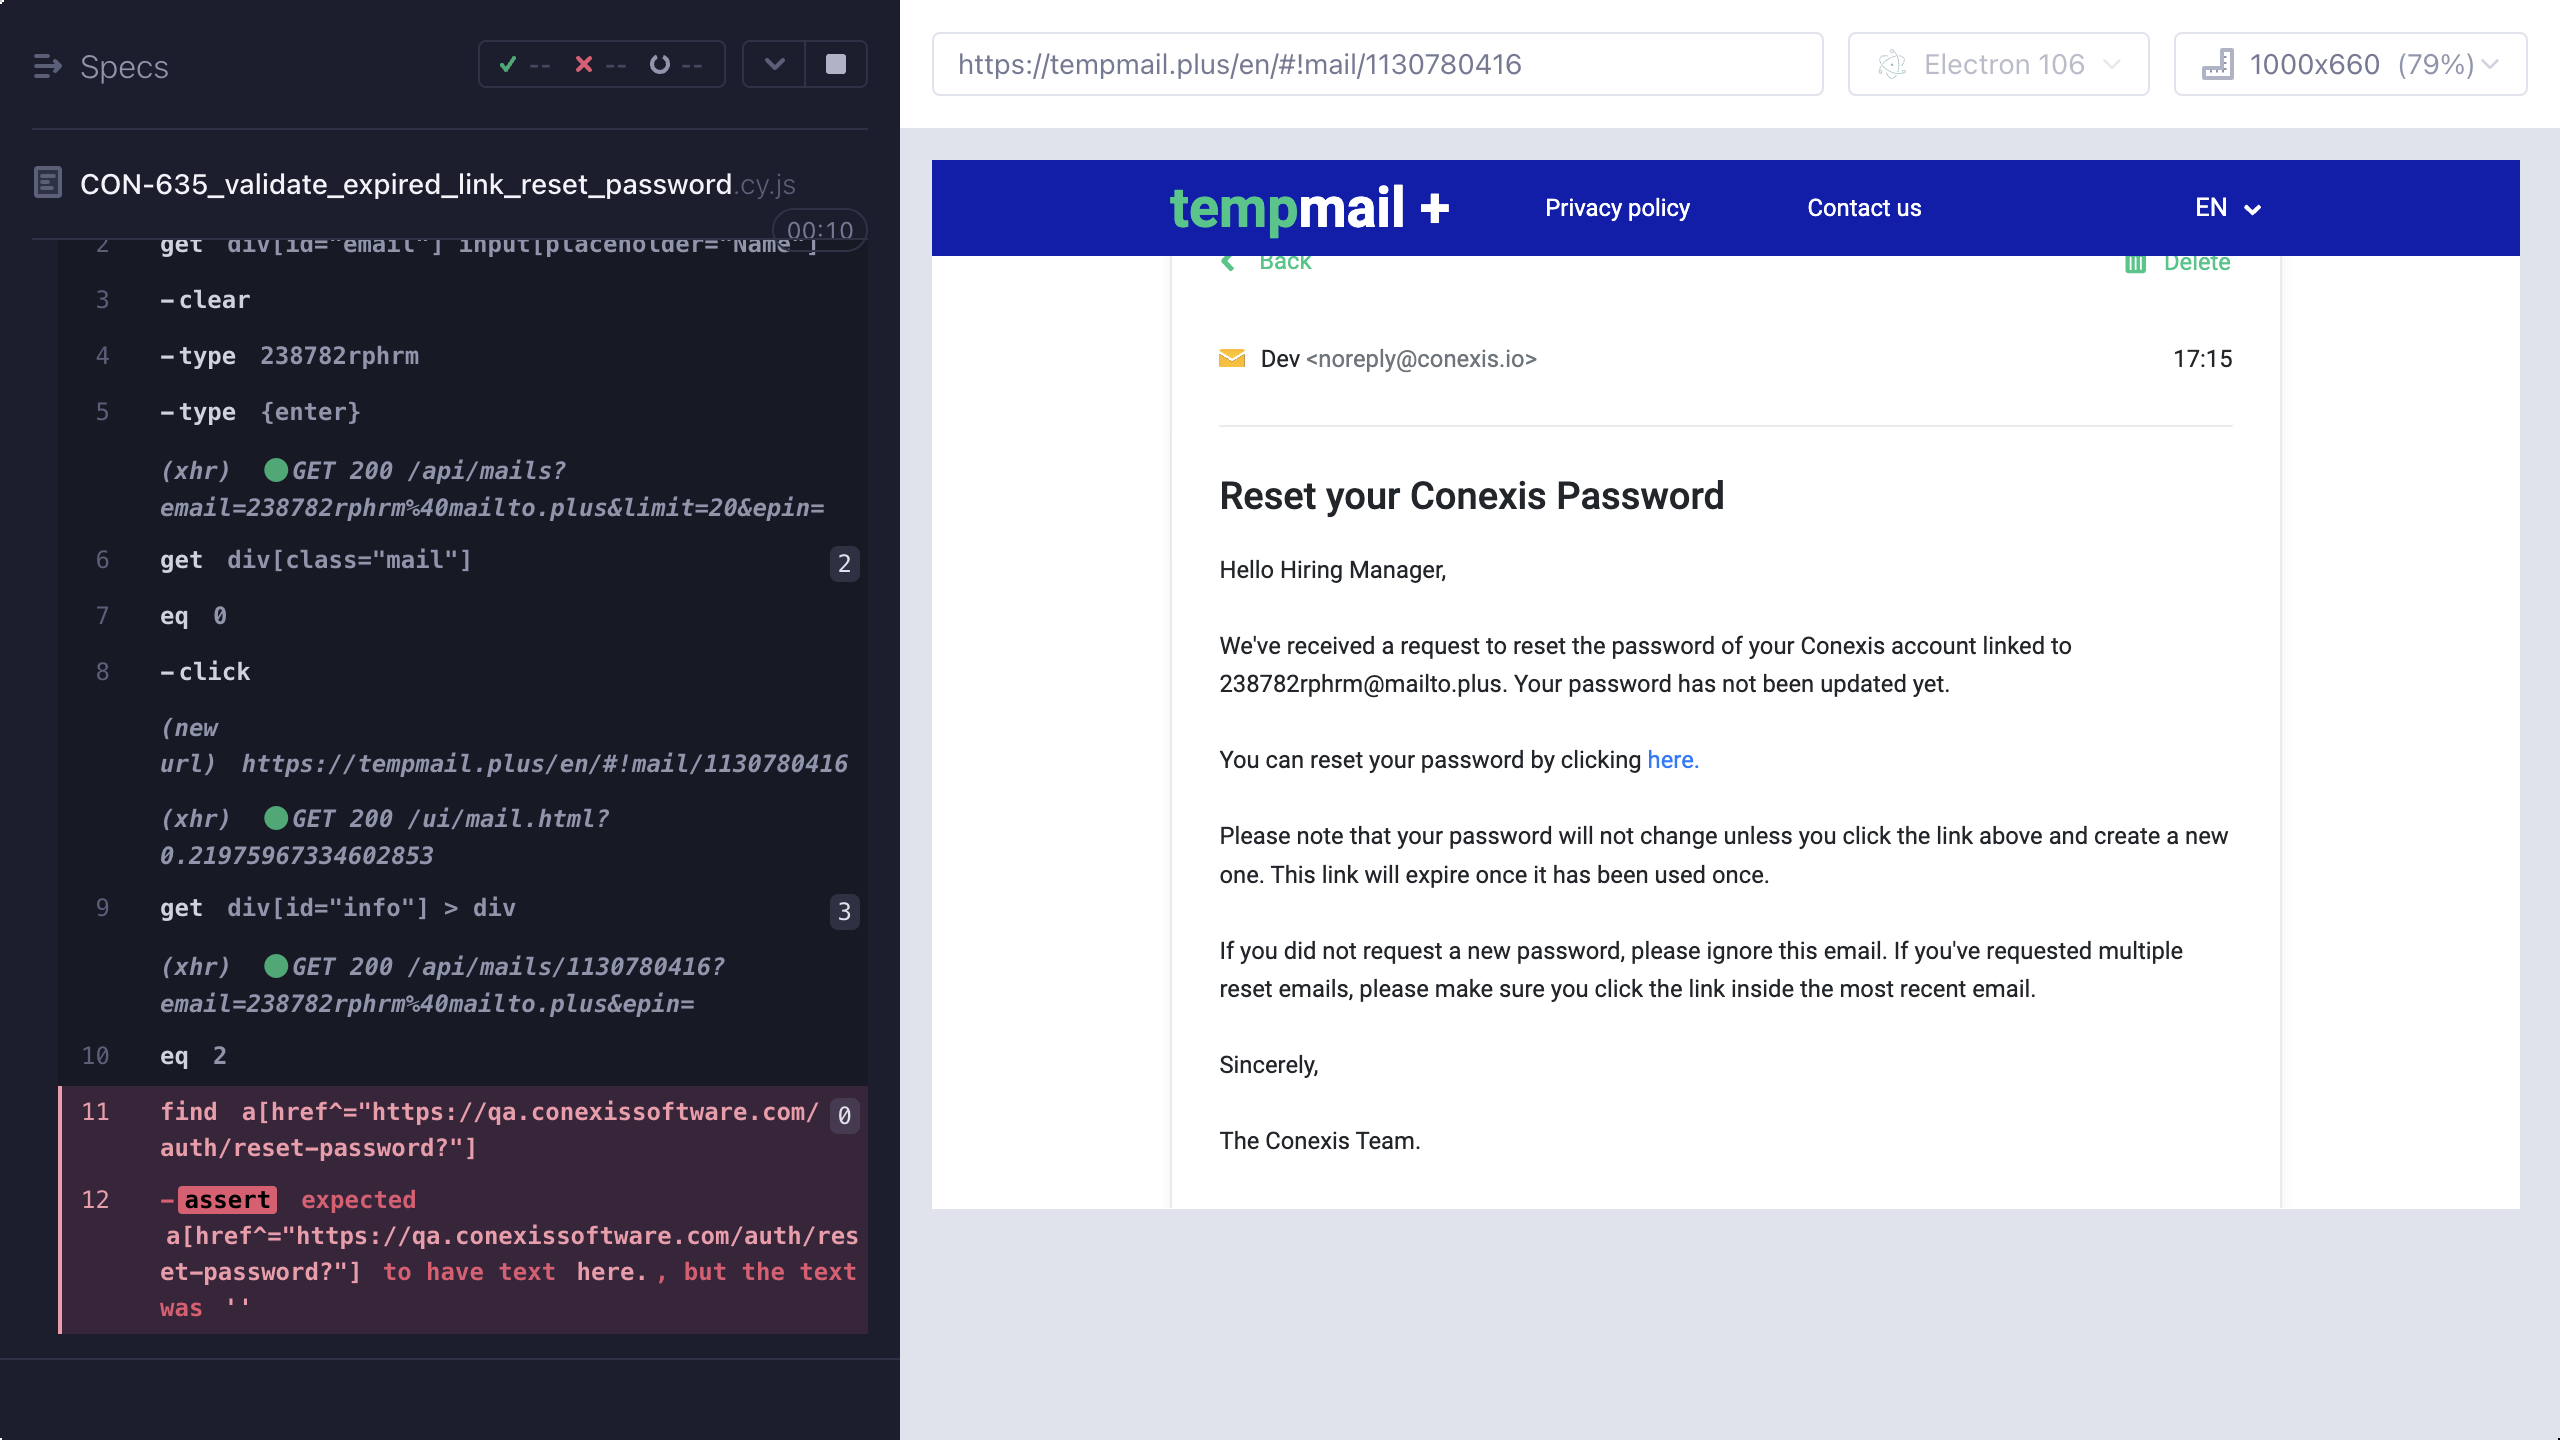 Specs
-- -- --
CON-635_validate_expired_link_reset_password.cy.js
00:10
2 get div[id="email"] input[placeholder="Name"]
3 -clear
4 -type 238782rphrm
5 -type {enter}
(xhr) GET 200 /api/mails?
email=238782rphrm%40mailto.plus&limit=20&epin=
6 get div[class="mail"] 2
7 eq 0
8 -click
(new
url) https://tempmail.plus/en/#!mail/1130780416
(xhr) GET 200 /ui/mail.html?
0.21975967334602853
9 get div[id="info"] > div 3
(xhr) GET 200 /api/mails/1130780416?
email=238782rphrm%40mailto.plus&epin=
10 eq 2
11 find a[href^="https://qa.conexissoftware.com/ 0
auth/reset-password?"]
12 -assert expected
a[href^="https://qa.conexissoftware.com/auth/res
et-password?"] to have text here. , but the text
was ''
https://tempmail.plus/en/#!mail/1130780416
Electron 106
1000x660 (79%)
tempmail +
Privacy policy
Contact us
EN
Back
Delete
Dev <noreply@conexis.io>
17:15
Reset your Conexis Password
Hello Hiring Manager,
We've received a request to reset the password of your Conexis account linked to
238782rphrm@mailto.plus. Your password has not been updated yet.
You can reset your password by clicking here.
Please note that your password will not change unless you click the link above and create a new
one. This link will expire once it has been used once.
If you did not request a new password, please ignore this email. If you've requested multiple
reset emails, please make sure you click the link inside the most recent email.
Sincerely,
The Conexis Team.